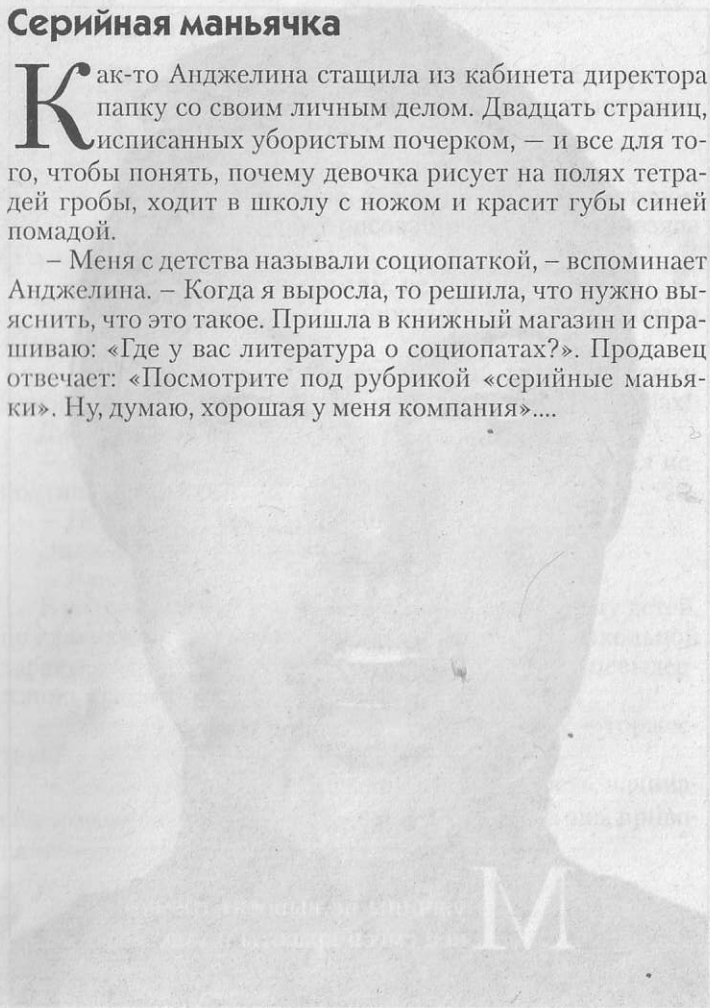 Серийная маньячка
Как-то Анджелина стащила из кабинета директора
папку со своим личным делом. Двадцать страниц,
исписанных убористым почерком, — и все для то-
го, чтобы понять, почему девочка рисует на полях тетра-
дей гробы, ходит в школу с ножом и красит губы синей
помадой.
– Меня с детства называли социопаткой, – вспоминает
Анджелина. – Когда я выросла, то решила, что нужно вы-
яснить, что это такое. Пришла в книжный магазин и спра-
шиваю: «Где у вас литература о социопатах?». Продавец
отвечает: «Посмотрите под рубрикой «серийные манья-
ки». Ну, думаю, хорошая у меня компания»....
М